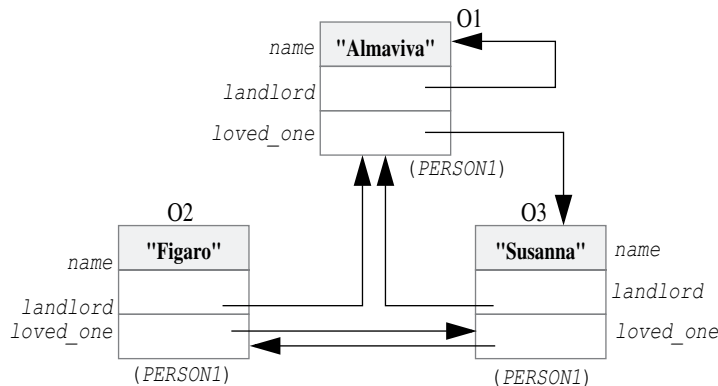 O1
name "Almaviva"
landlord
loved_one
(PERSON1)
O2
"Figaro"
name
landlord
loved_one
(PERSON1)
O3
"Susanna" name
landlord
loved_one
(PERSON1)